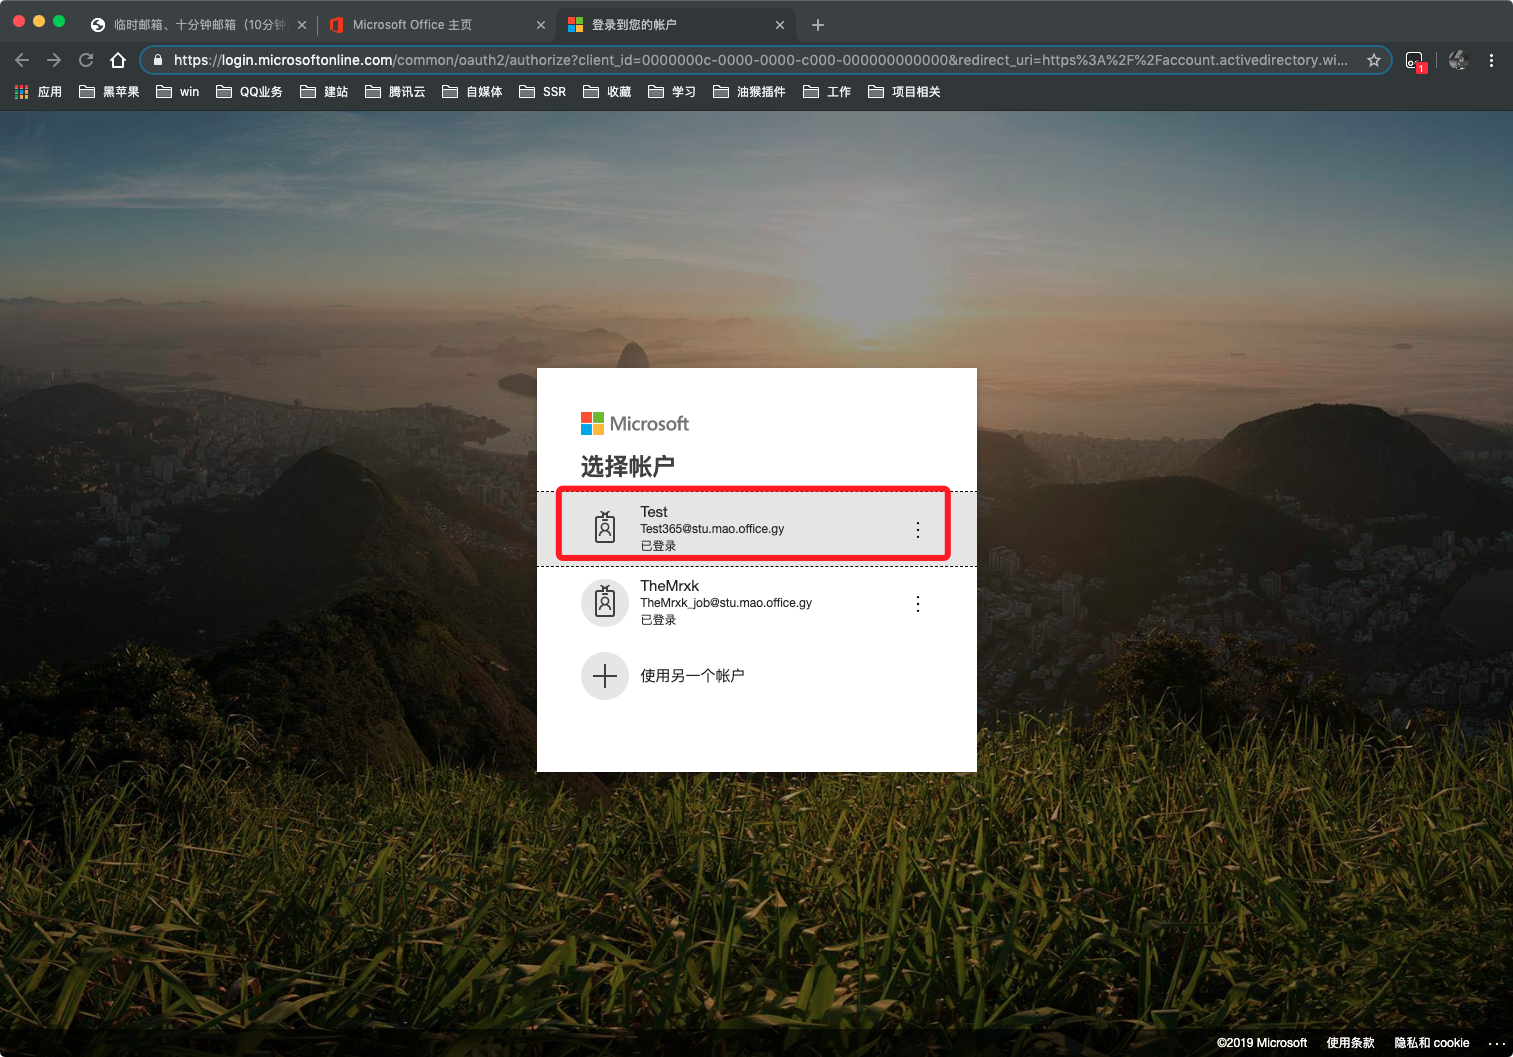 临时邮箱、十分钟邮箱（10分钟
Microsoft Office 主页
登录到您的帐户
https://login.microsoftonline.com/common/oauth2/authorize?client_id=0000000c-0000-0000-c000-000000000000&redirect_uri=https%3A%2F%2Faccount.activedirectory.wi...
1
应用
黑苹果
win
QQ业务
建站
腾讯云
自媒体
SSR
收藏
学习
油猴插件
工作
项目相关
Microsoft
选择帐户
Test
Test365@stu.mao.office.gy
已登录
TheMrxk
TheMrxk_job@stu.mao.office.gy
已登录
使用另一个帐户
©2019 Microsoft
使用条款
隐私和 cookie
...